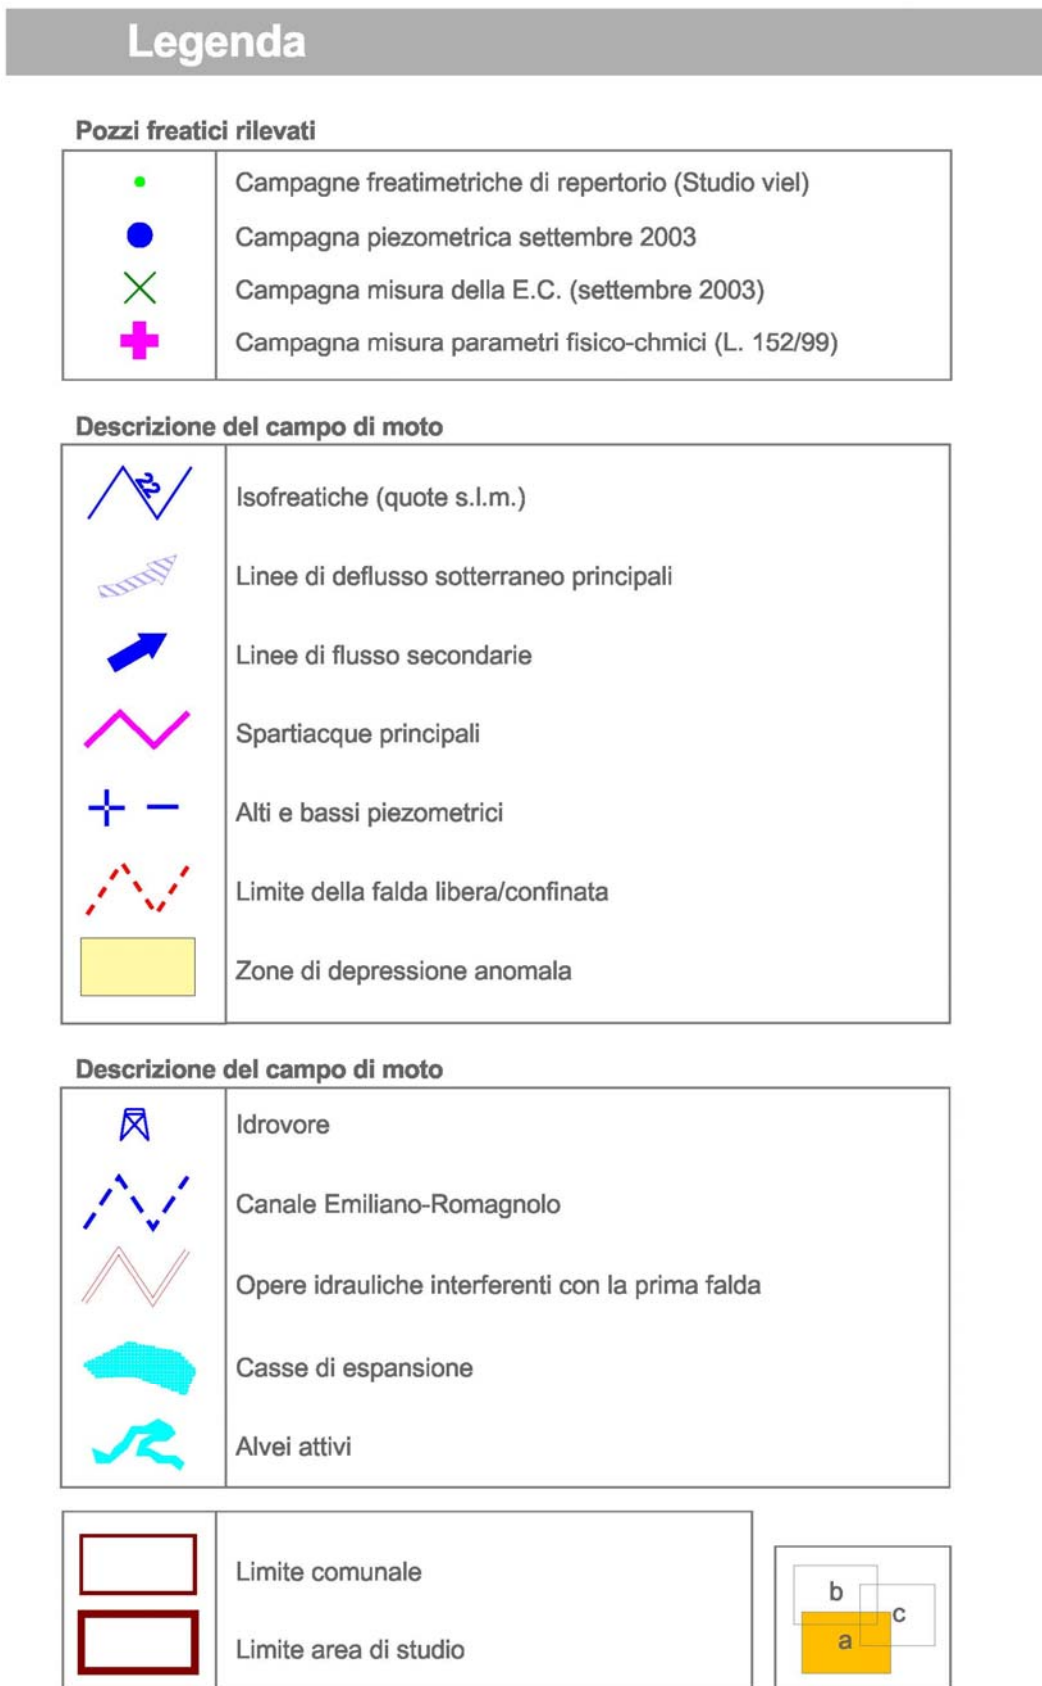 Legenda
Pozzi freatici rilevati
Campagne freatimetriche di repertorio (Studio viel)
Campagna piezometrica settembre 2003
Campagna misura della E.C. (settembre 2003)
Campagna misura parametri fisico-chmici (L. 152/99)
Descrizione del campo di moto
22
Isofreatiche (quote s.l.m.)
Linee di deflusso sotterraneo principali
Linee di flusso secondarie
Spartiacque principali
Alti e bassi piezometrici
Limite della falda libera/confinata
Zone di depressione anomala
Descrizione del campo di moto
Idrovore
Canale Emiliano-Romagnolo
Opere idrauliche interferenti con la prima falda
Casse di espansione
Alvei attivi
Limite comunale
Limite area di studio
b
c
a